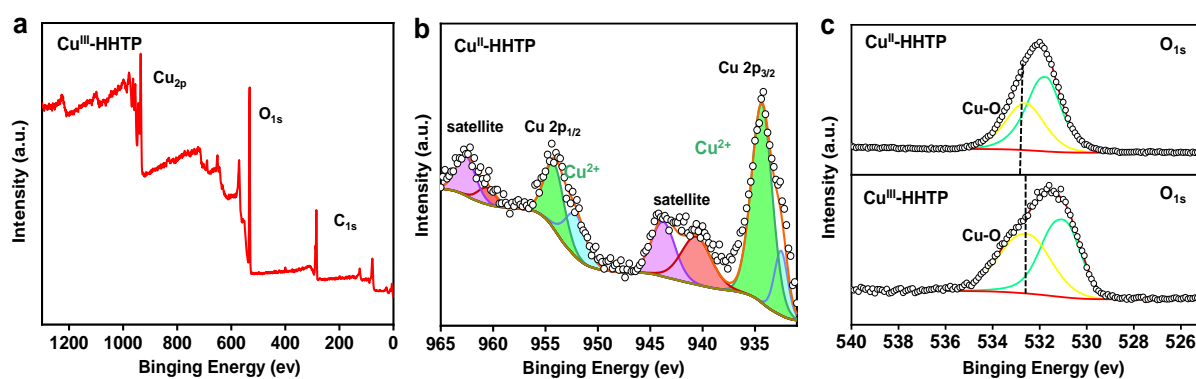 a
Cu^III-HHTP
Cu2p
O1s
C1s
Intensity (a.u.)
1200 1000 800 600 400 200 0
Binging Energy (ev)
b
Cu^II-HHTP
Cu 2p3/2
satellite
Cu 2p1/2
Cu2+
Cu2+
satellite
Intensity (a.u.)
965 960 955 950 945 940 935
Binging Energy (ev)
c
Cu^II-HHTP
O1s
Cu-O
Cu^III-HHTP
O1s
Cu-O
Intensity (a.u.)
540 538 536 534 532 530 528 526
Binging Energy (ev)